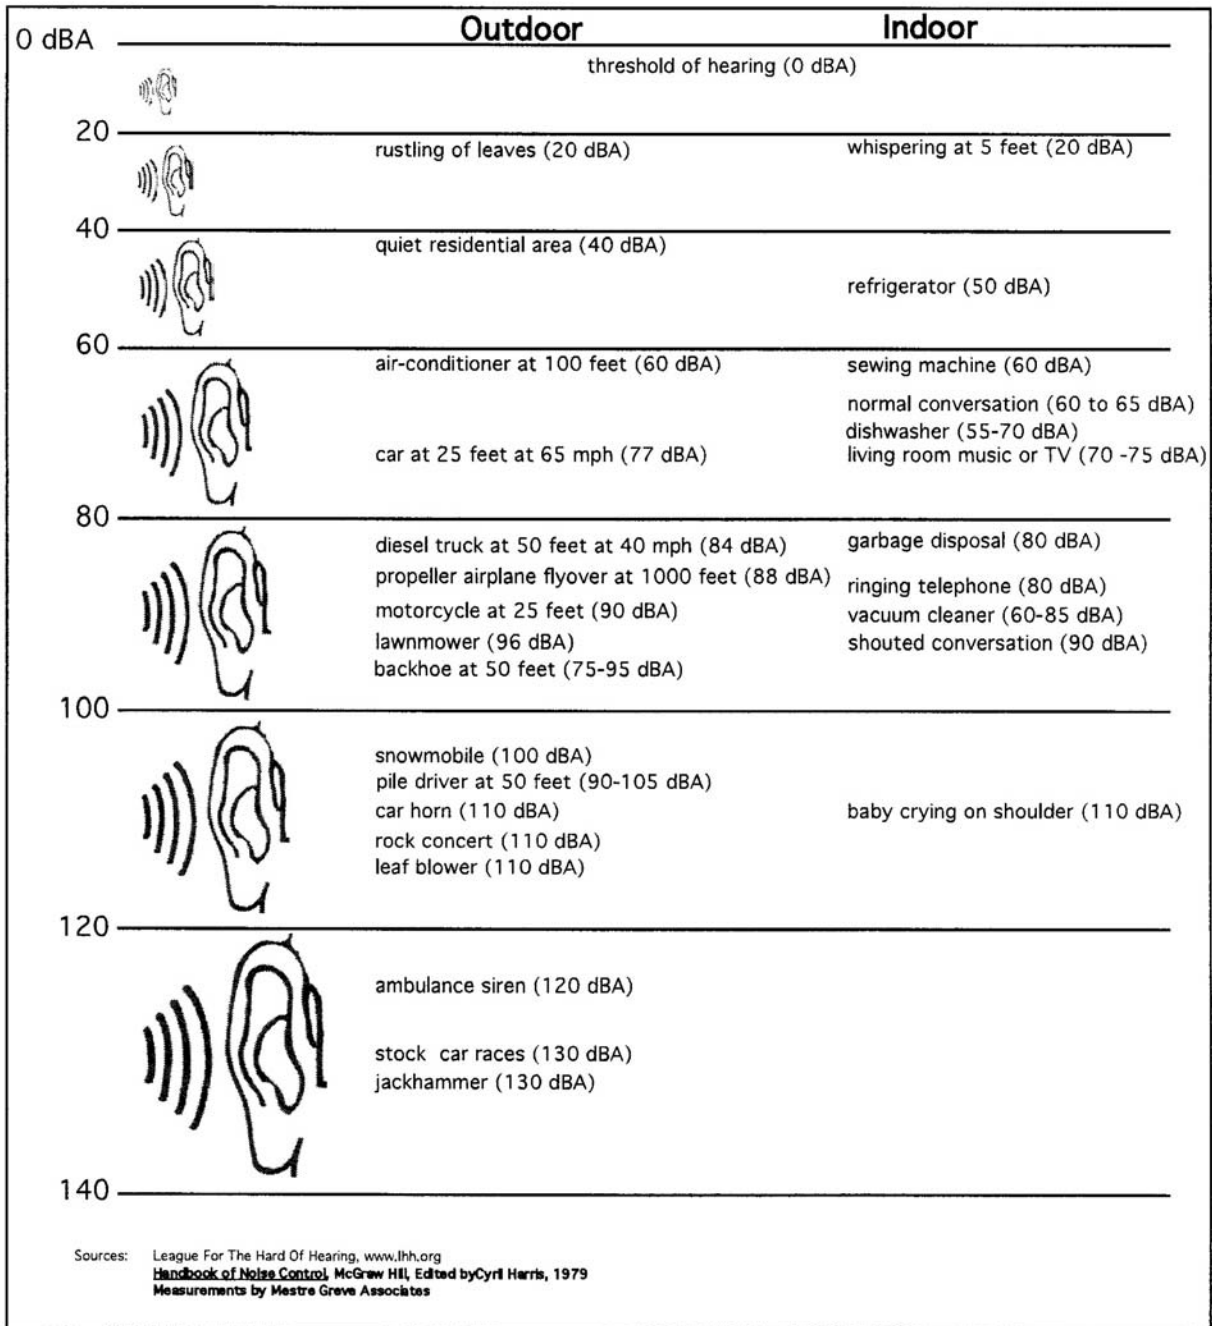 Outdoor Indoor
0 dBA
threshold of hearing (0 dBA)
20
rustling of leaves (20 dBA) whispering at 5 feet (20 dBA)
40
quiet residential area (40 dBA)
refrigerator (50 dBA)
60
air-conditioner at 100 feet (60 dBA) sewing machine (60 dBA)
normal conversation (60 to 65 dBA)
dishwasher (55-70 dBA)
car at 25 feet at 65 mph (77 dBA) living room music or TV (70 -75 dBA)
80
diesel truck at 50 feet at 40 mph (84 dBA) garbage disposal (80 dBA)
propeller airplane flyover at 1000 feet (88 dBA) ringing telephone (80 dBA)
motorcycle at 25 feet (90 dBA) vacuum cleaner (60-85 dBA)
lawnmower (96 dBA) shouted conversation (90 dBA)
backhoe at 50 feet (75-95 dBA)
100
snowmobile (100 dBA)
pile driver at 50 feet (90-105 dBA)
car horn (110 dBA) baby crying on shoulder (110 dBA)
rock concert (110 dBA)
leaf blower (110 dBA)
120
ambulance siren (120 dBA)
stock car races (130 dBA)
jackhammer (130 dBA)
140
Sources: League For The Hard Of Hearing, www.lhh.org
Handbook of Noise Control, McGraw Hill, Edited byCyril Harris, 1979
Measurements by Mestre Greve Associates